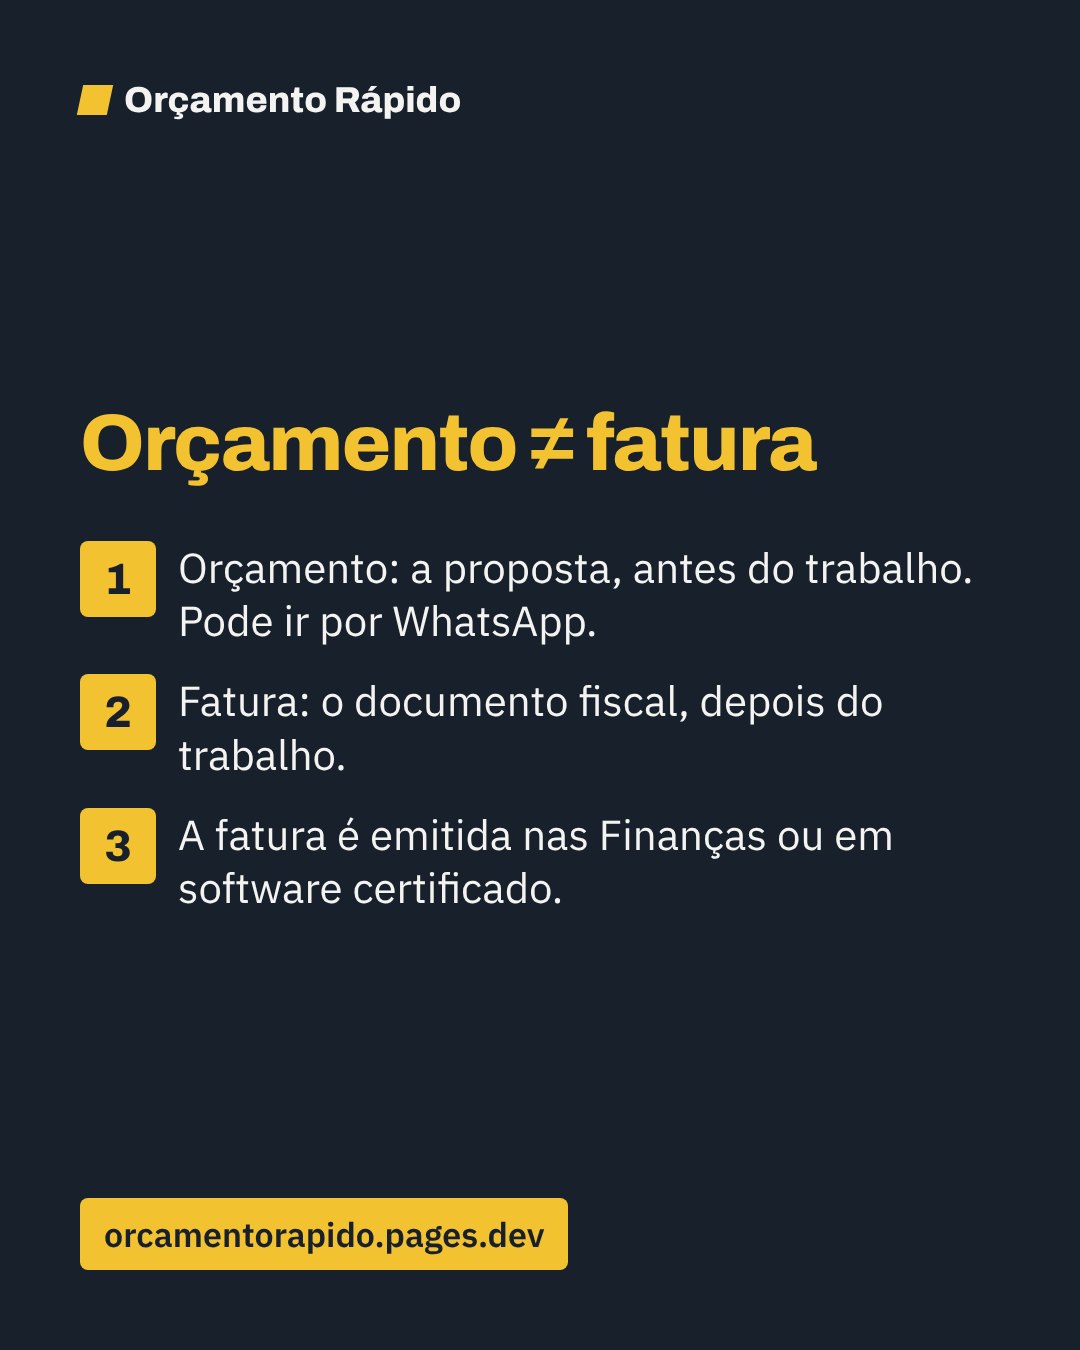 Orçamento Rápido
Orçamento ≠ fatura
1 Orçamento: a proposta, antes do trabalho.
Pode ir por WhatsApp.
2 Fatura: o documento fiscal, depois do
trabalho.
3 A fatura é emitida nas Finanças ou em
software certificado.
orcamentorapido.pages.dev